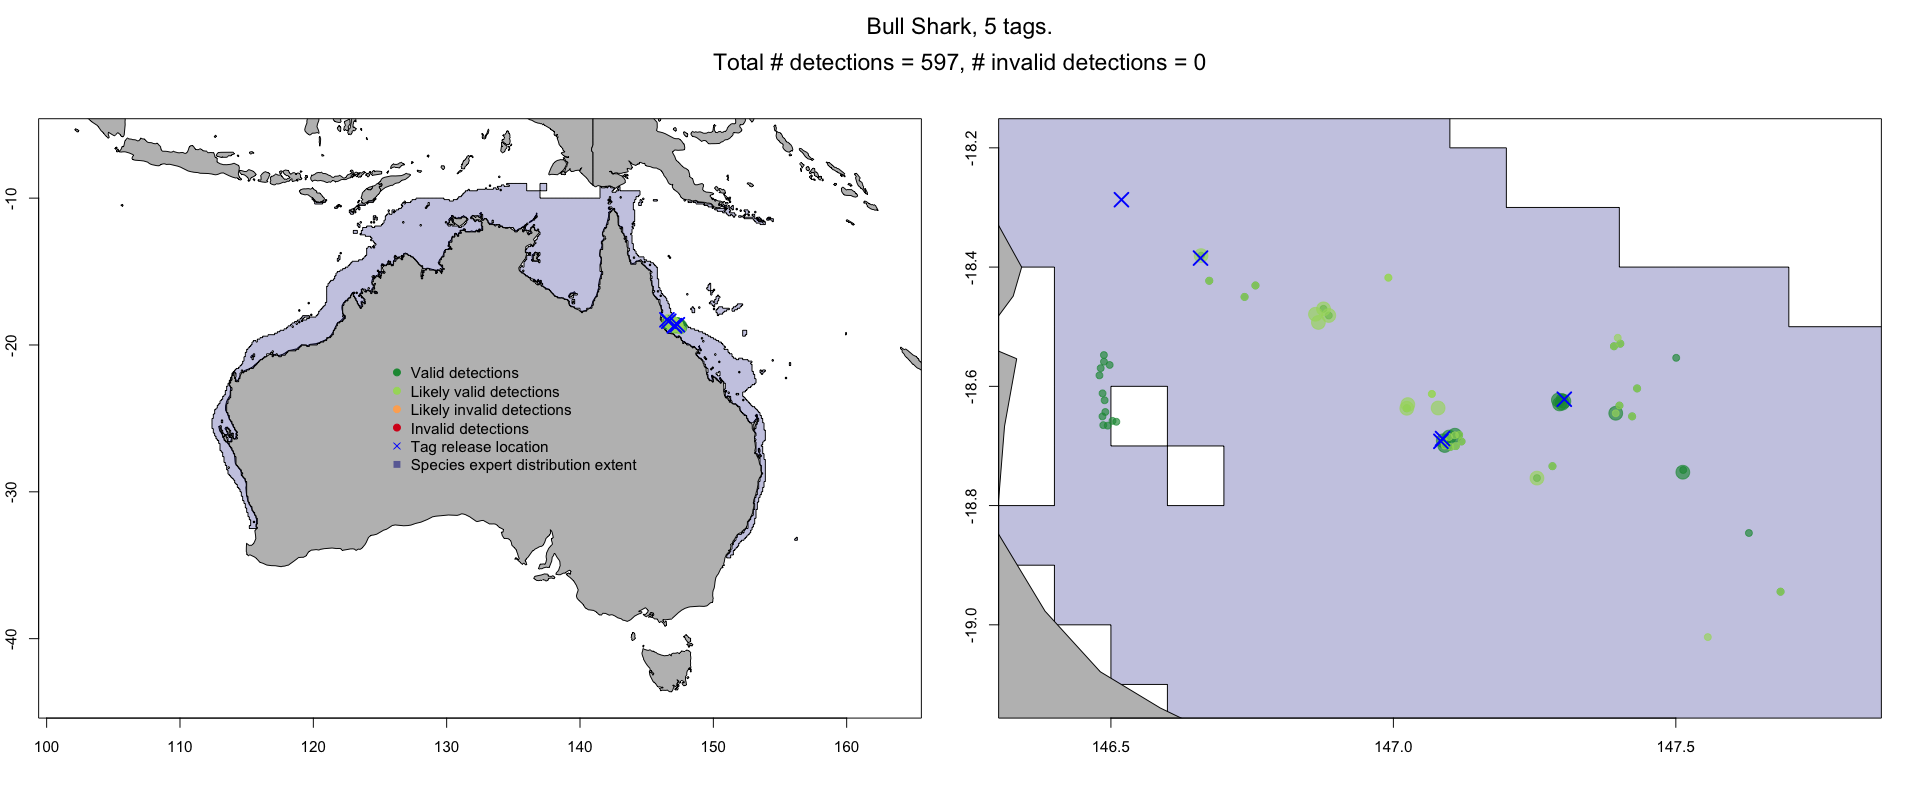 Bull Shark, 5 tags.
Total # detections = 597, # invalid detections = 0
-10
-20
-30
-40
100
110
120
130
140
150
160
Valid detections
Likely valid detections
Likely invalid detections
Invalid detections
Tag release location
Species expert distribution extent
-18.2
-18.4
-18.6
-18.8
-19.0
146.5
147.0
147.5